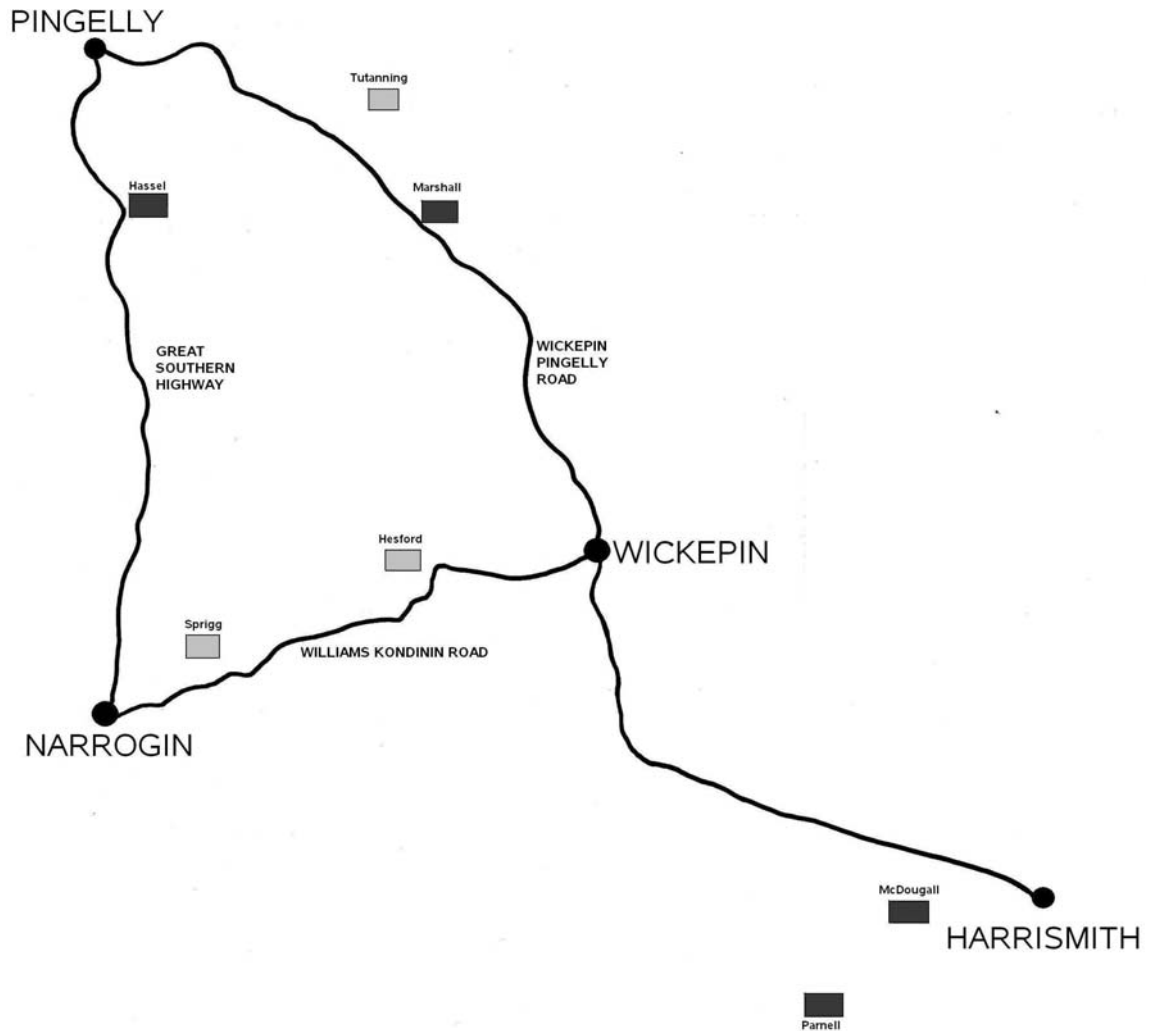 PINGELLY
Tutanning
Hassel
Marshall
GREAT
SOUTHERN
HIGHWAY
WICKEPIN
PINGELLY
ROAD
Hesford
WICKEPIN
Sprigg
WILLIAMS KONDININ ROAD
NARROGIN
McDougall
HARRISMITH
Parnell